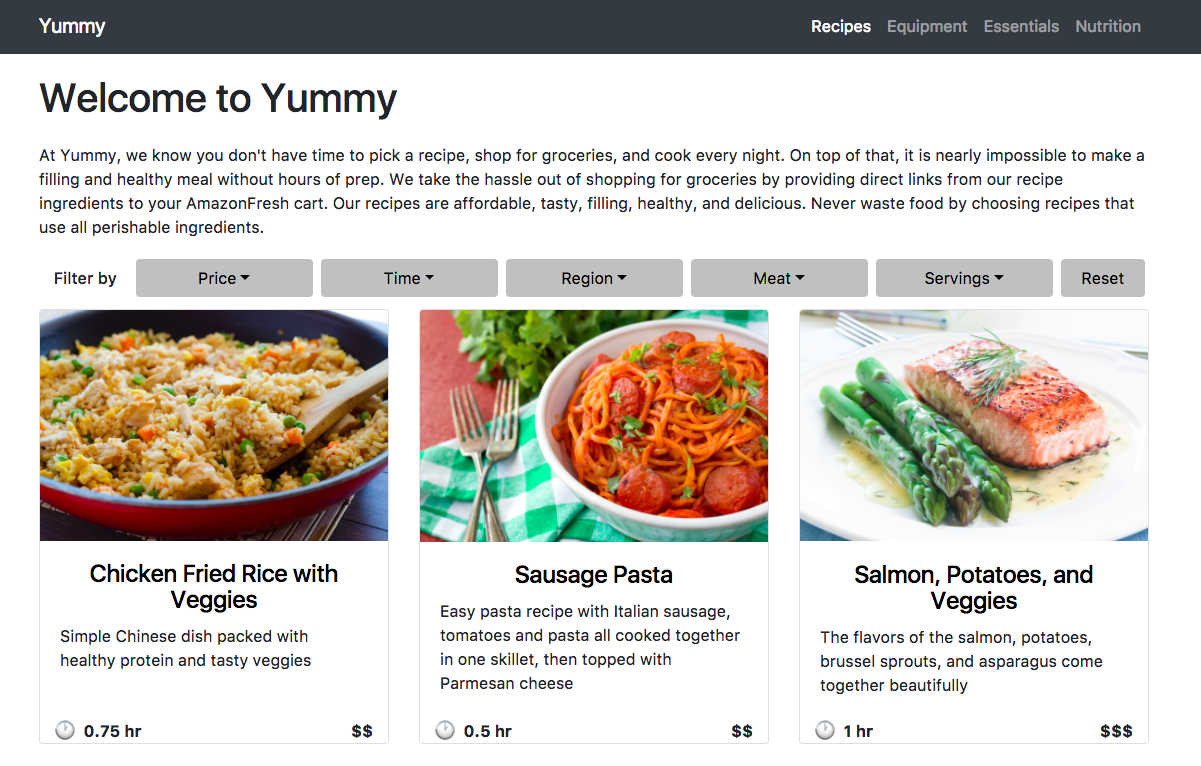 Yummy
Recipes Equipment Essentials Nutrition
Welcome to Yummy
At Yummy, we know you don't have time to pick a recipe, shop for groceries, and cook every night. On top of that, it is nearly impossible to make a
filling and healthy meal without hours of prep. We take the hassle out of shopping for groceries by providing direct links from our recipe
ingredients to your AmazonFresh cart. Our recipes are affordable, tasty, filling, healthy, and delicious. Never waste food by choosing recipes that
use all perishable ingredients.
Filter by Price Time Region Meat Servings Reset
Chicken Fried Rice with
Veggies
Simple Chinese dish packed with
healthy protein and tasty veggies
0.75 hr $$
Sausage Pasta
Easy pasta recipe with Italian sausage,
tomatoes and pasta all cooked together
in one skillet, then topped with
Parmesan cheese
0.5 hr $$
Salmon, Potatoes, and
Veggies
The flavors of the salmon, potatoes,
brussel sprouts, and asparagus come
together beautifully
1 hr $$$